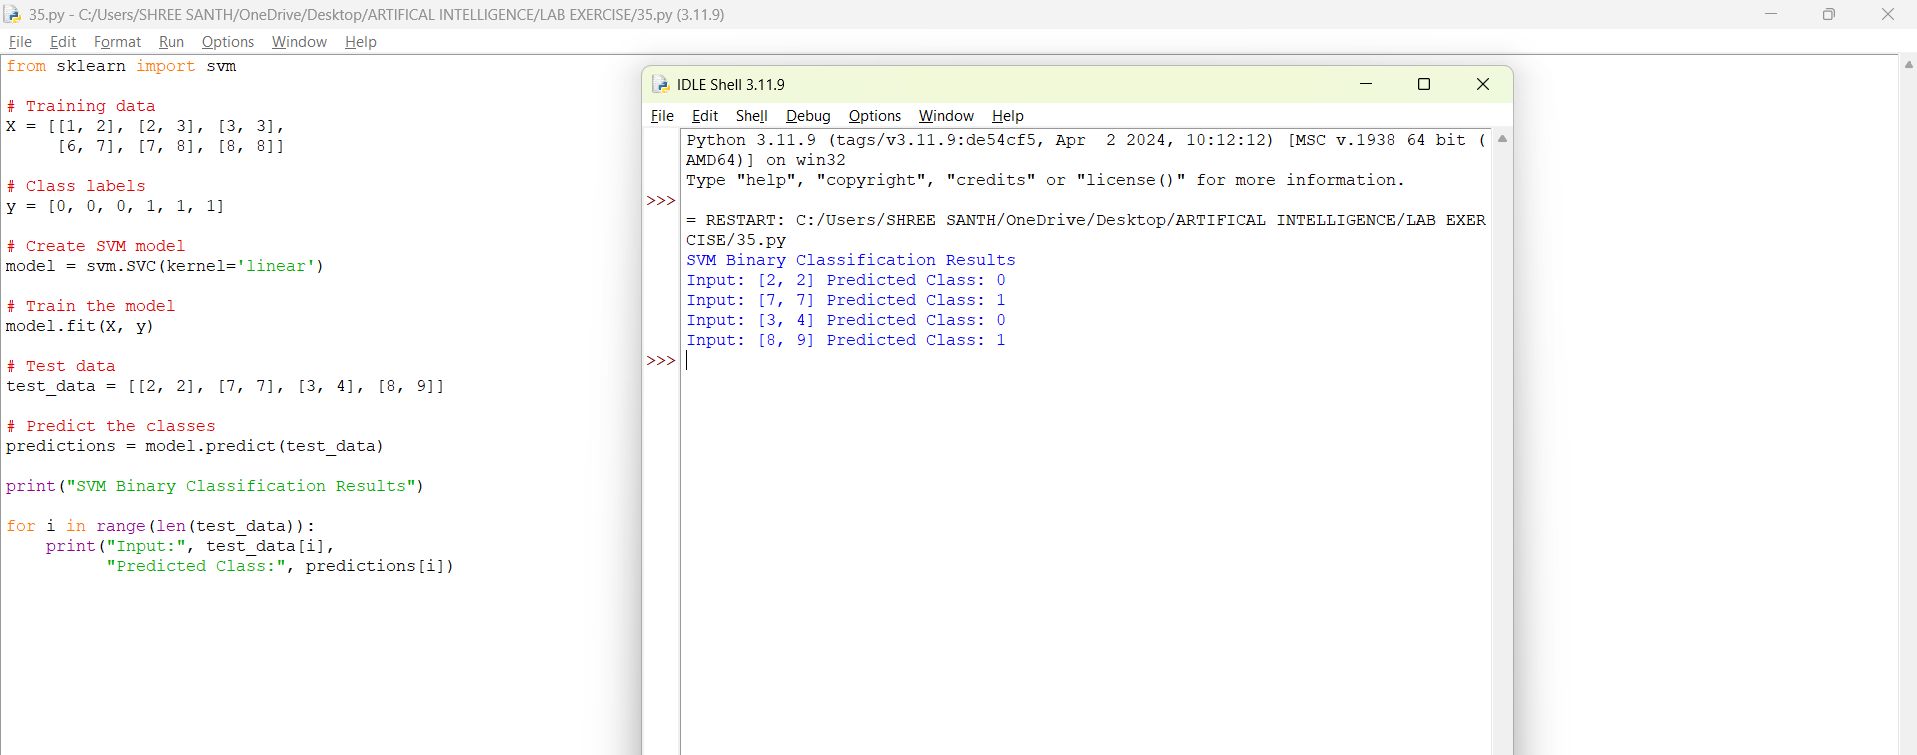 35.py - C:/Users/SHREE SANTH/OneDrive/Desktop/ARTIFICAL INTELLIGENCE/LAB EXERCISE/35.py (3.11.9)
File Edit Format Run Options Window Help
from sklearn import svm

# Training data
X = [[1, 2], [2, 3], [3, 3],
     [6, 7], [7, 8], [8, 8]]

# Class labels
y = [0, 0, 0, 1, 1, 1]

# Create SVM model
model = svm.SVC(kernel='linear')

# Train the model
model.fit(X, y)

# Test data
test_data = [[2, 2], [7, 7], [3, 4], [8, 9]]

# Predict the classes
predictions = model.predict(test_data)

print("SVM Binary Classification Results")

for i in range(len(test_data)):
    print("Input:", test_data[i],
          "Predicted Class:", predictions[i])
IDLE Shell 3.11.9
File Edit Shell Debug Options Window Help
Python 3.11.9 (tags/v3.11.9:de54cf5, Apr  2 2024, 10:12:12) [MSC v.1938 64 bit (
AMD64)] on win32
Type "help", "copyright", "credits" or "license()" for more information.
>>>
= RESTART: C:/Users/SHREE SANTH/OneDrive/Desktop/ARTIFICAL INTELLIGENCE/LAB EXER
CISE/35.py
SVM Binary Classification Results
Input: [2, 2] Predicted Class: 0
Input: [7, 7] Predicted Class: 1
Input: [3, 4] Predicted Class: 0
Input: [8, 9] Predicted Class: 1
>>>